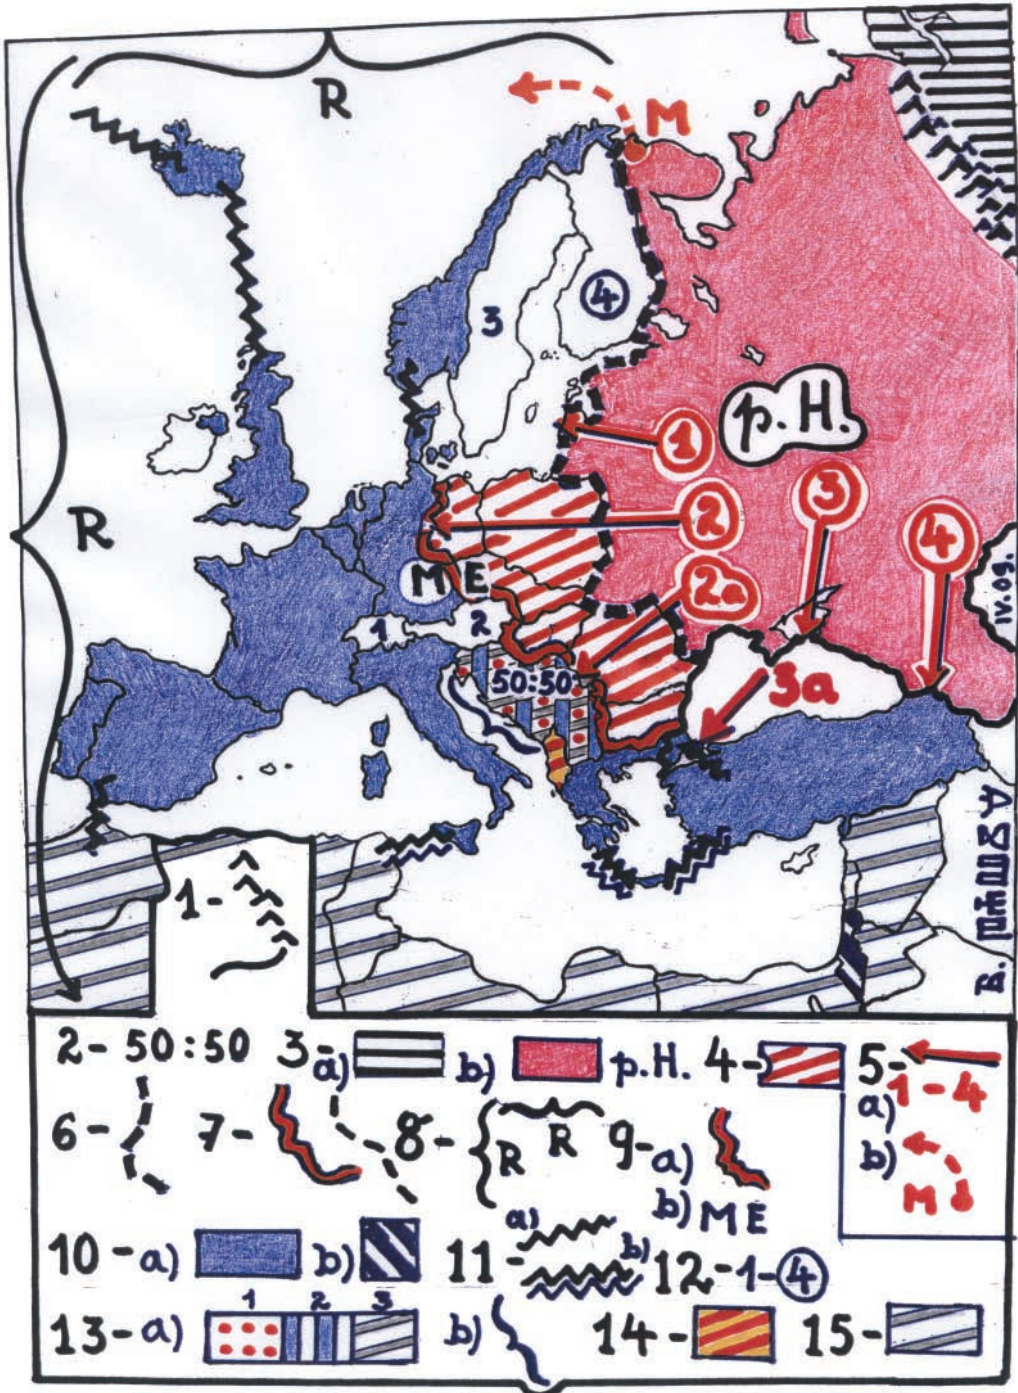 R
M
3
4
p. H.
1
R
2
3
4
2a
M E
IV.09.
1
2
50:50
3a
1-
2- 50:50 3- a) b) p.H. 4- 5-
a) 1-4
6- 7- 8- R R 9- a)
b)
M
b) M E
10- a) b) 11- a) b) 12-1-4
1 2 3
13- a) b) 14- 15-